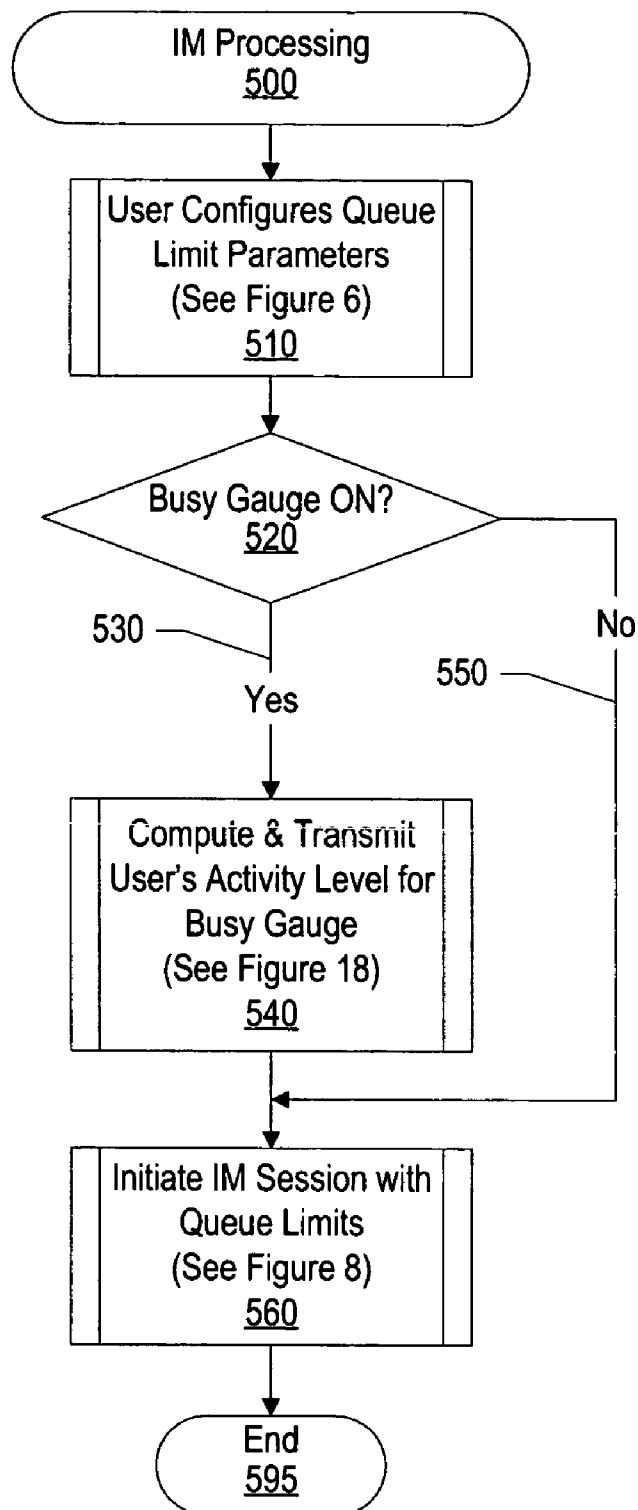 IM Processing
500
User Configures Queue
Limit Parameters
(See Figure 6)
510
Busy Gauge ON?
520
530
No
550
Yes
Compute & Transmit
User's Activity Level for
Busy Gauge
(See Figure 18)
540
Initiate IM Session with
Queue Limits
(See Figure 8)
560
End
595